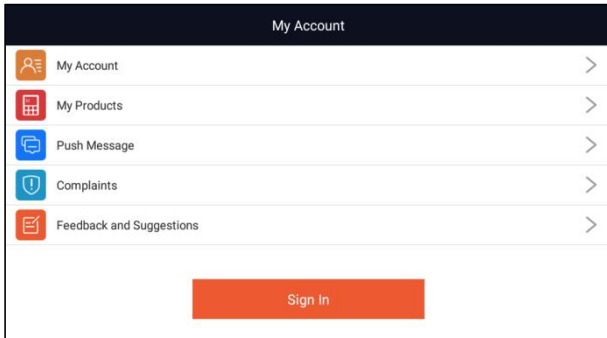 My Account
My Account
My Products
Push Message
Complaints
Feedback and Suggestions
Sign In